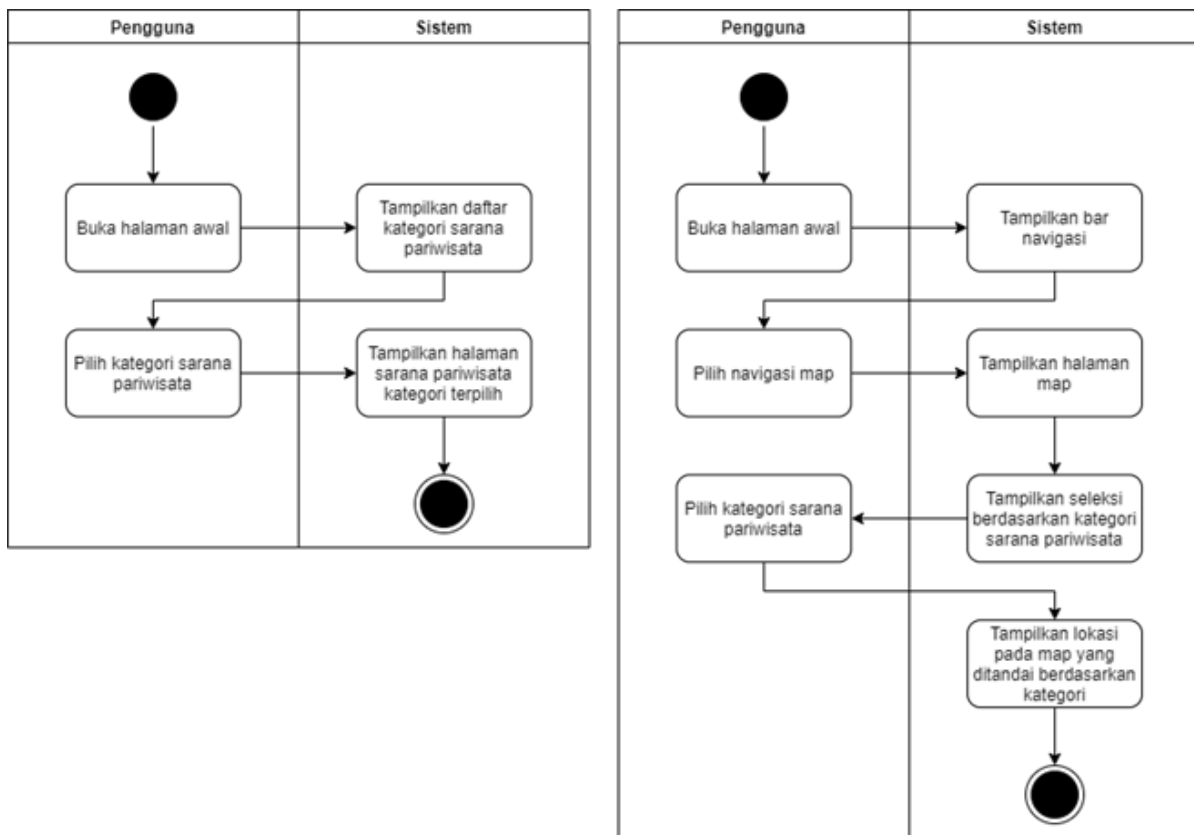 Pengguna
Sistem
Buka halaman awal
Tampilkan daftar
kategori sarana
pariwisata
Pilih kategori sarana
pariwisata
Tampilkan halaman
sarana pariwisata
kategori terpilih
Pengguna
Sistem
Buka halaman awal
Tampilkan bar
navigasi
Pilih navigasi map
Tampilkan halaman
map
Pilih kategori sarana
pariwisata
Tampilkan seleksi
berdasarkan kategori
sarana pariwisata
Tampilkan lokasi
pada map yang
ditandai berdasarkan
kategori